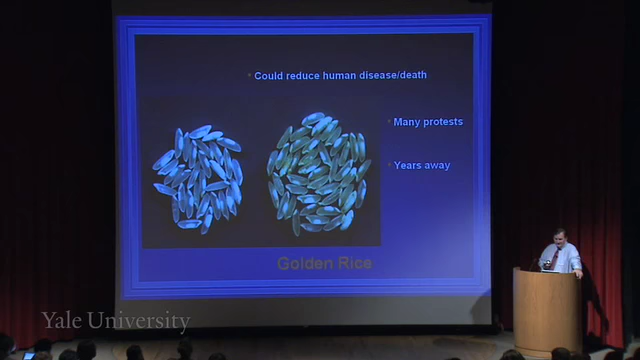 Could reduce human disease/death
Many protests
Years away
Golden Rice
Yale University